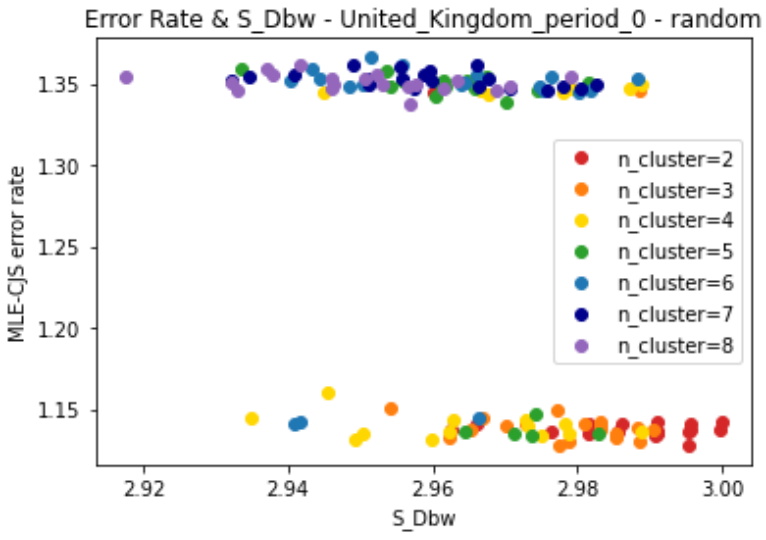 Error Rate & S_Dbw - United_Kingdom_period_0 - random
MLE-CJS error rate
1.35
1.30
1.25
1.20
1.15
n_cluster=2
n_cluster=3
n_cluster=4
n_cluster=5
n_cluster=6
n_cluster=7
n_cluster=8
2.92 2.94 2.96 2.98 3.00
S_Dbw